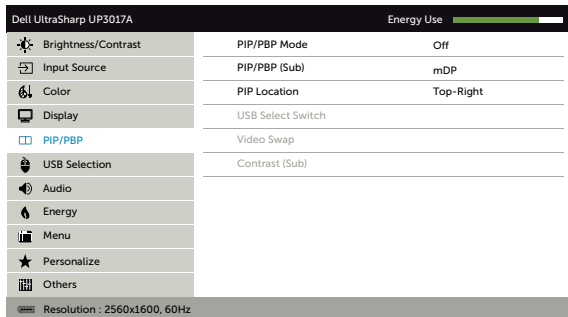 Dell UltraSharp UP3017A
Energy Use
Brightness/Contrast
Input Source
Color
Display
PIP/PBP
USB Selection
Audio
Energy
Menu
Personalize
Others
PIP/PBP Mode Off
PIP/PBP (Sub) mDP
PIP Location Top-Right
USB Select Switch
Video Swap
Contrast (Sub)
Resolution : 2560x1600, 60Hz